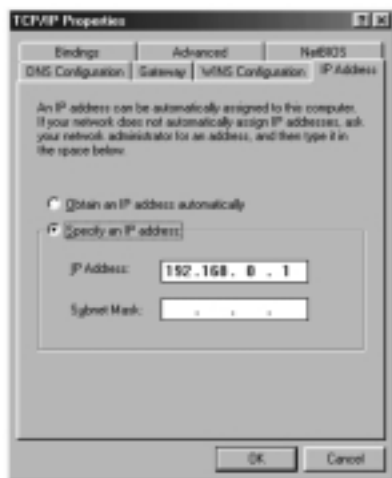 TCP/IP Properties
Bindings Advanced NetBIOS
DNS Configuration Gateway WINS Configuration IP Address
An IP address can be automatically assigned to this computer.
If your network does not automatically assign IP addresses, ask
your network administrator for an address, and then type it in
the space below.
Obtain an IP address automatically
Specify an IP address:
IP Address: 192.168. 0 . 1
Subnet Mask: . . .
OK Cancel